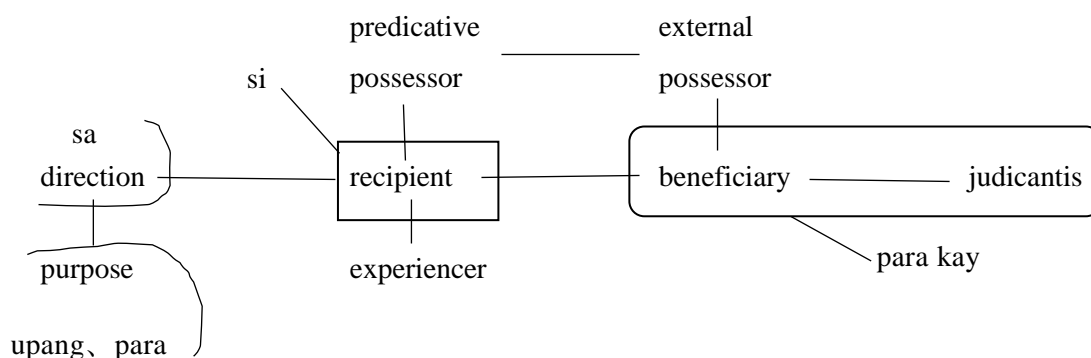 predicative external
si possessor possessor
sa
direction recipient beneficiary judicantis
para kay
purpose experiencer
upang、para